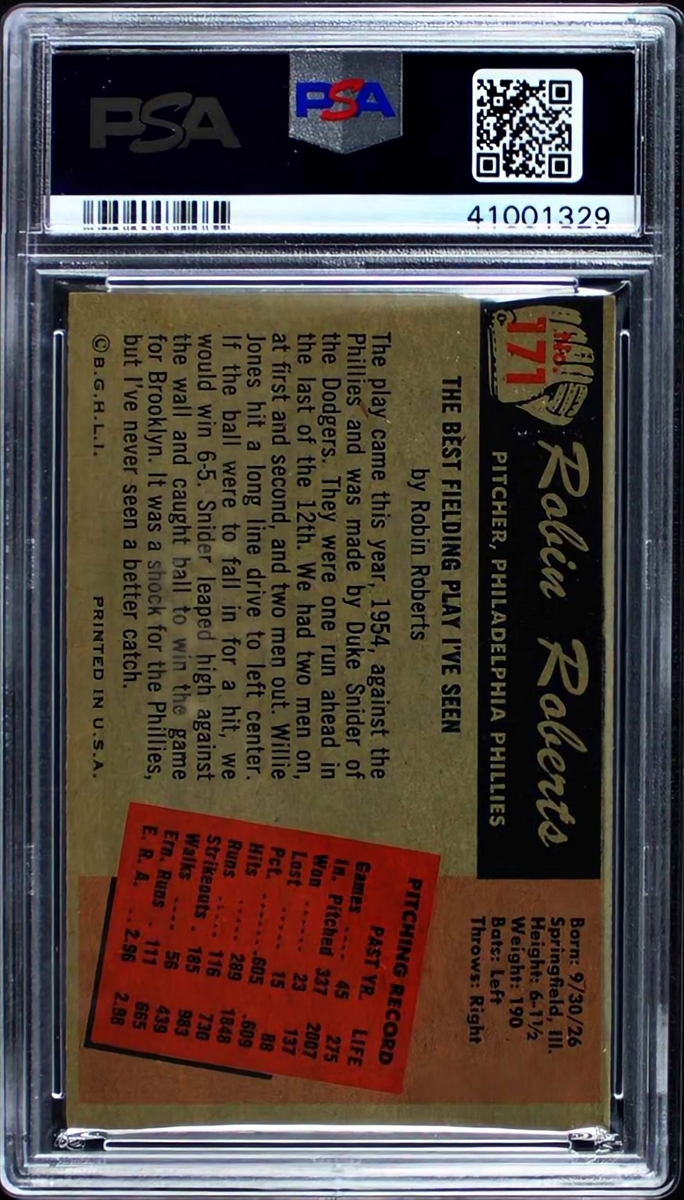 PSA
PSA
41001329
No.
171
Robin Roberts
PITCHER, PHILADELPHIA PHILLIES
Born: 9/30/26
Springfield, Ill.
Height: 6-1½
Weight: 190
Bats: Left
Throws: Right
THE BEST FIELDING PLAY I'VE SEEN
by Robin Roberts
The play came this year, 1954, against the
Phillies and was made by Duke Snider of
the Dodgers. They were one run ahead in
the last of the 12th. We had two men on,
at first and second, and two men out. Willie
Jones hit a long line drive to left center.
If the ball were to fall in for a hit, we
would win 6-5. Snider leaped high against
the wall and caught ball to win the game
for Brooklyn. It was a shock for the Phillies,
but I've never seen a better catch.
©B.G.H.L.I. PRINTED IN U.S.A.
PITCHING RECORD
PAST YR. LIFE
Games .... 45 275
In. Pitched 337 2007
Won ...... 23 137
Lost ...... 15 88
Pct. ...... .605 .609
Hits ..... 289 1848
Runs ..... 116 730
Strikeouts . 185 983
Walks .... 56 439
Ern. Runs . 111 665
E. R. A. .. 2.96 2.98